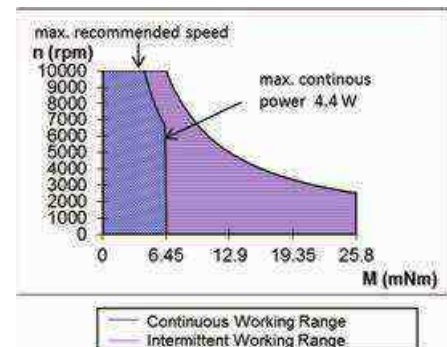 max. recommended speed
n (rpm)
10000
9000
8000
7000
6000
5000
4000
3000
2000
1000
0
max. continous
power 4.4 W
0 6.45 12.9 19.35 25.8
M (mNm)
Continuous Working Range
Intermittent Working Range